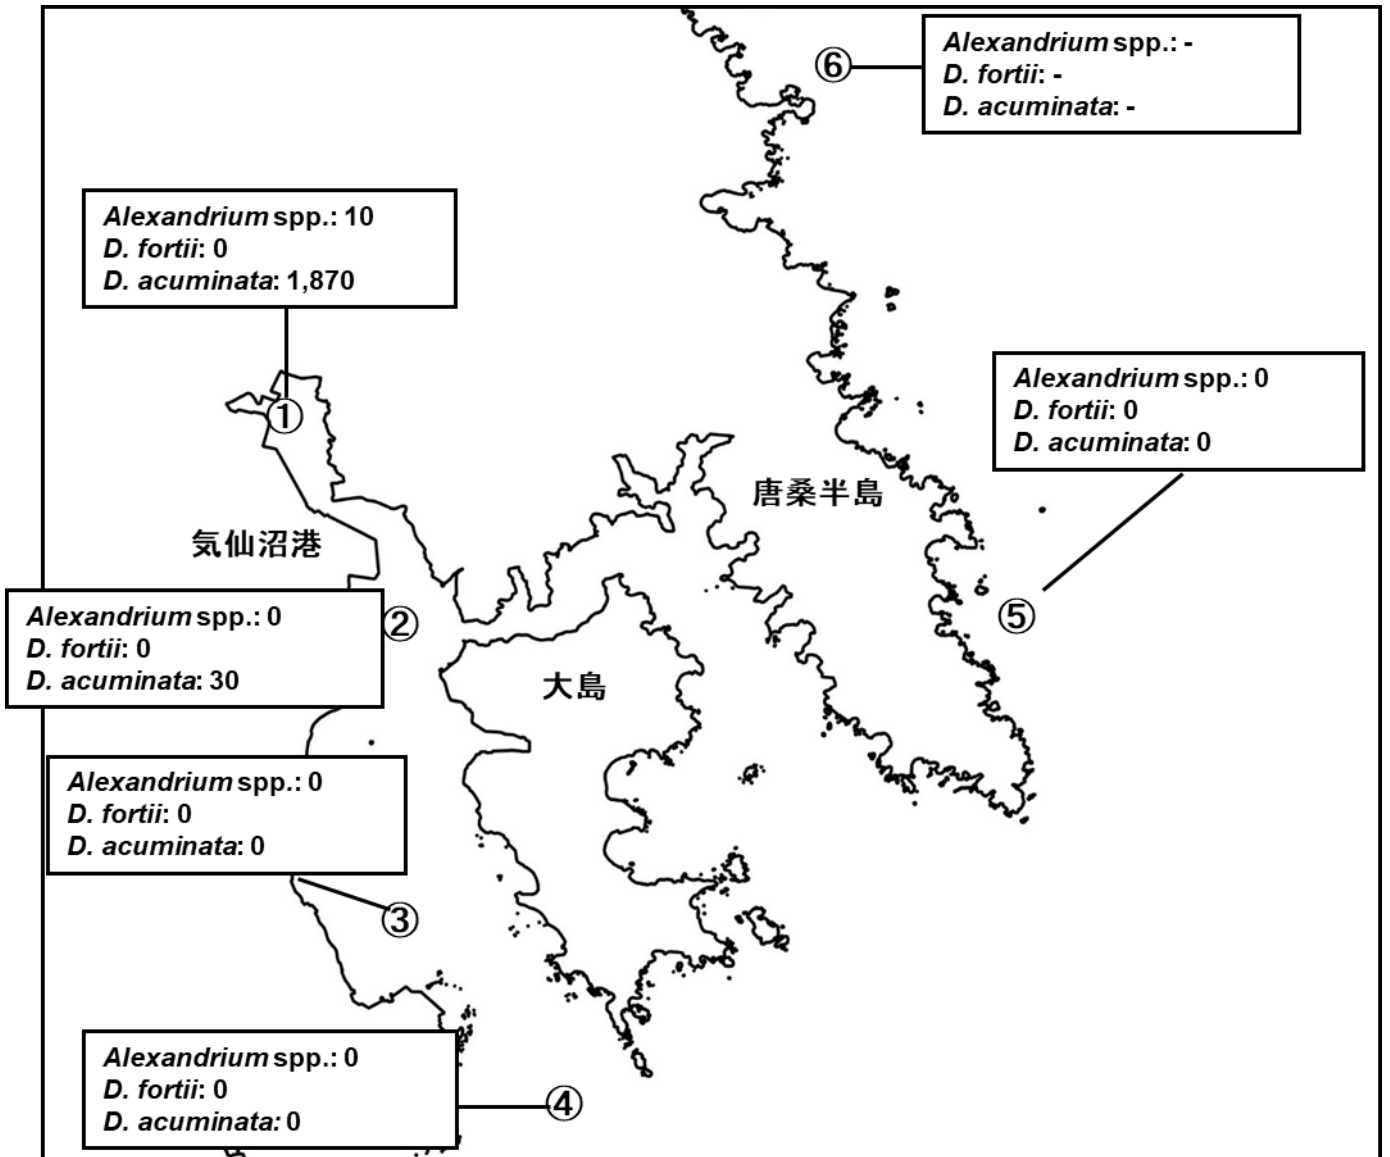 Alexandrium spp.: -
D. fortii: -
D. acuminata: -
⑥
Alexandrium spp.: 10
D. fortii: 0
D. acuminata: 1,870
①
Alexandrium spp.: 0
D. fortii: 0
D. acuminata: 0
⑤
唐桑半島
気仙沼港
Alexandrium spp.: 0
D. fortii: 0
D. acuminata: 30
②
大島
Alexandrium spp.: 0
D. fortii: 0
D. acuminata: 0
③
Alexandrium spp.: 0
D. fortii: 0
D. acuminata: 0
④